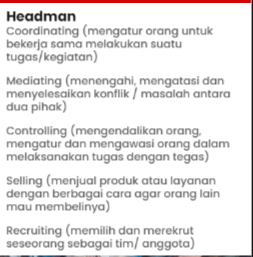 Headman
Coordinating (mengatur orang untuk
bekerja sama melakukan suatu
tugas/kegiatan)
Mediating (menengahi, mengatasi dan
menyelesaikan konflik / masalah antara
dua pihak)
Controlling (mengendalikan orang,
mengatur dan mengawasi orang dalam
melaksanakan tugas dengan tegas)
Selling (menjual produk atau layanan
dengan berbagai cara agar orang lain
mau membelinya)
Recruiting (memilih dan merekrut
seseorang sebagai tim/ anggota)